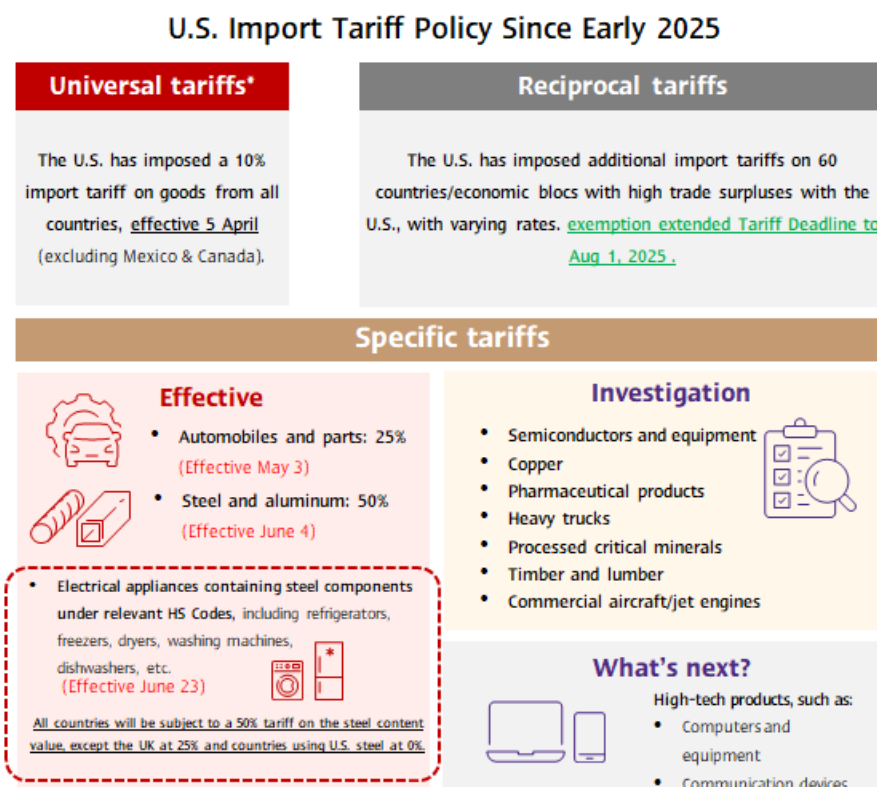 U.S. Import Tariff Policy Since Early 2025
Universal tariffs*
The U.S. has imposed a 10%
import tariff on goods from all
countries, effective 5 April
(excluding Mexico & Canada).
Reciprocal tariffs
The U.S. has imposed additional import tariffs on 60
countries/economic blocs with high trade surpluses with the
U.S., with varying rates. exemption extended Tariff Deadline to
Aug 1, 2025 .
Specific tariffs
Effective
• Automobiles and parts: 25%
(Effective May 3)
• Steel and aluminum: 50%
(Effective June 4)
• Electrical appliances containing steel components
under relevant HS Codes, including refrigerators,
freezers, dryers, washing machines,
dishwashers, etc.
(Effective June 23)
All countries will be subject to a 50% tariff on the steel content
value, except the UK at 25% and countries using U.S. steel at 0%.
Investigation
• Semiconductors and equipment
• Copper
• Pharmaceutical products
• Heavy trucks
• Processed critical minerals
• Timber and lumber
• Commercial aircraft/jet engines
What's next?
High-tech products, such as:
• Computers and
equipment
• Communication devices